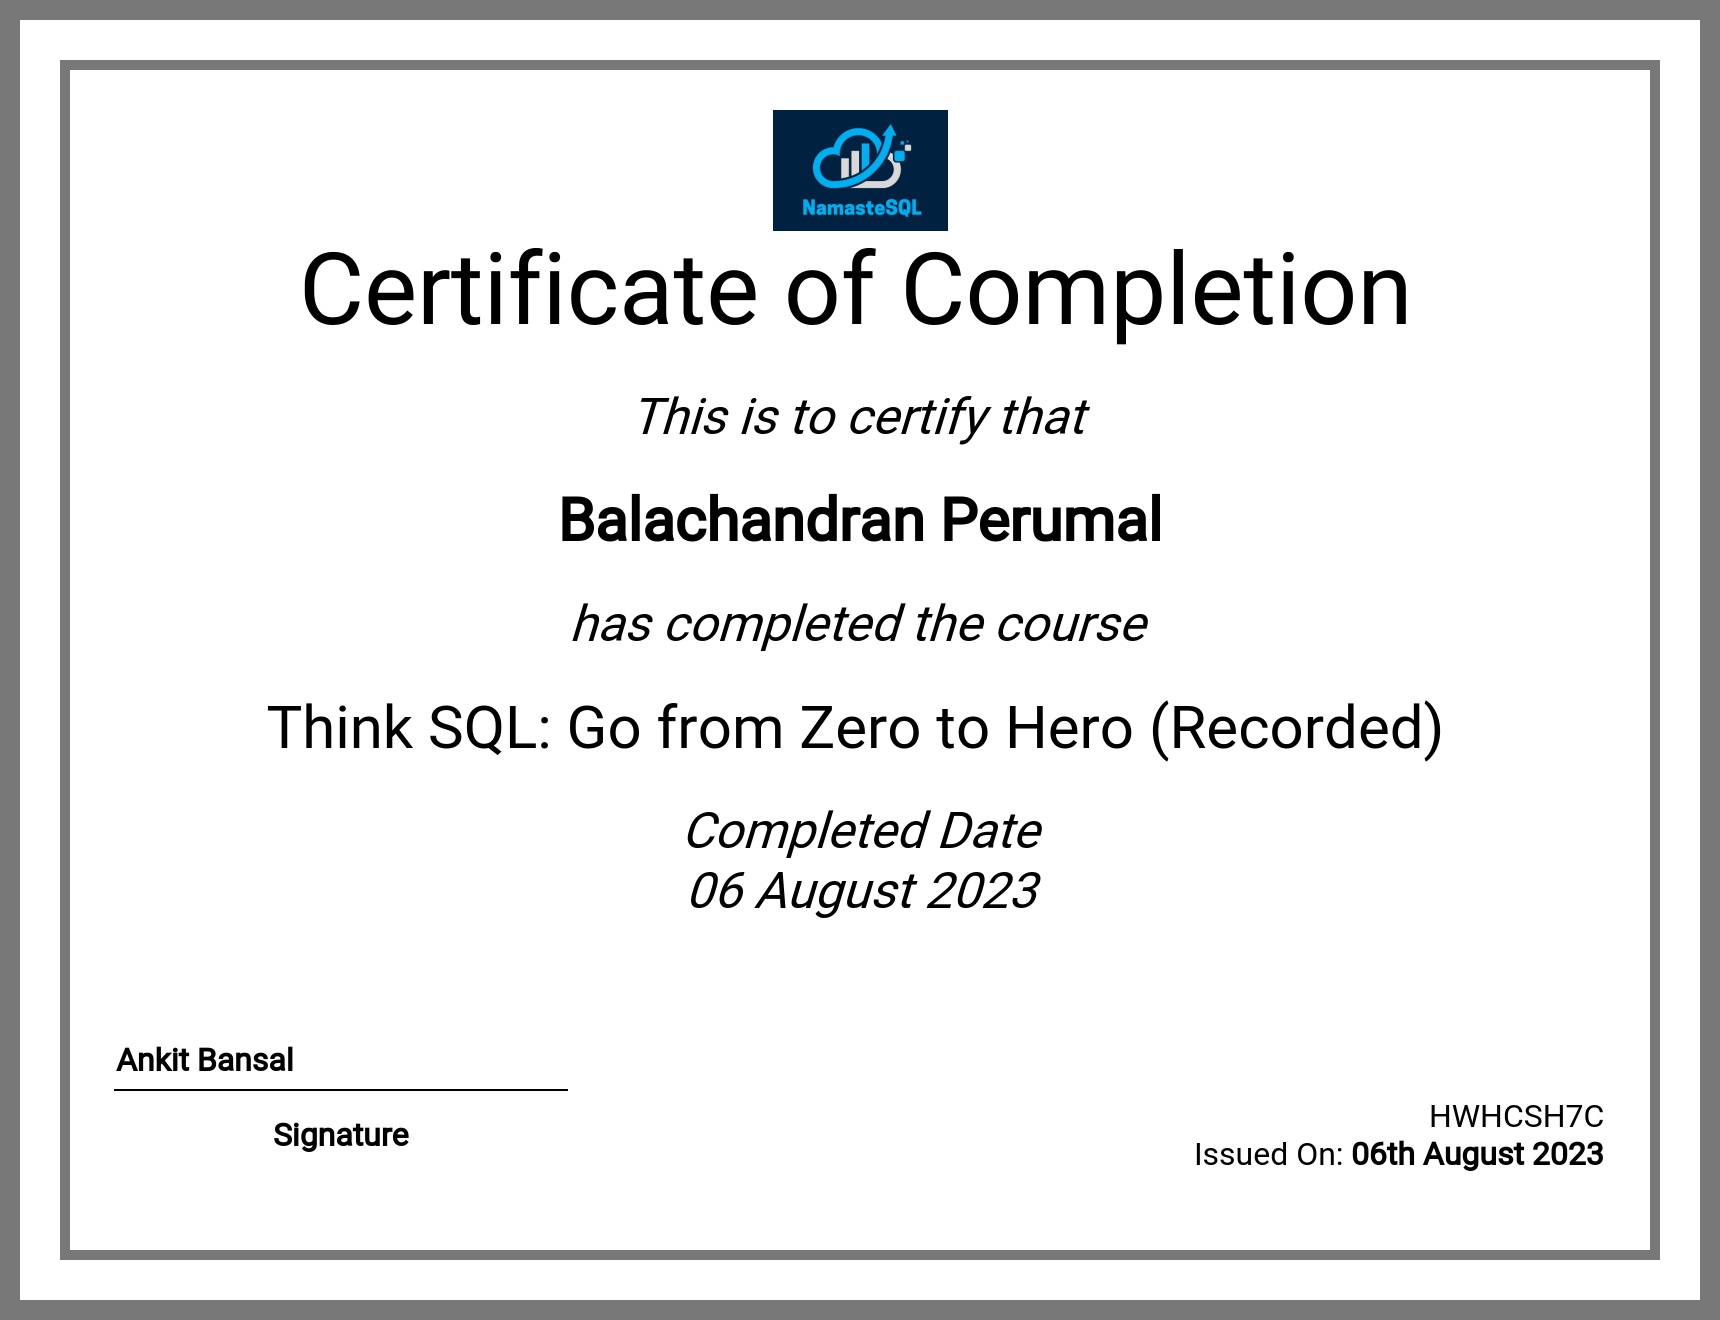 NamasteSQL
Certificate of Completion
This is to certify that
Balachandran Perumal
has completed the course
Think SQL: Go from Zero to Hero (Recorded)
Completed Date
06 August 2023
Ankit Bansal
Signature
HWHCSH7C
Issued On: 06th August 2023